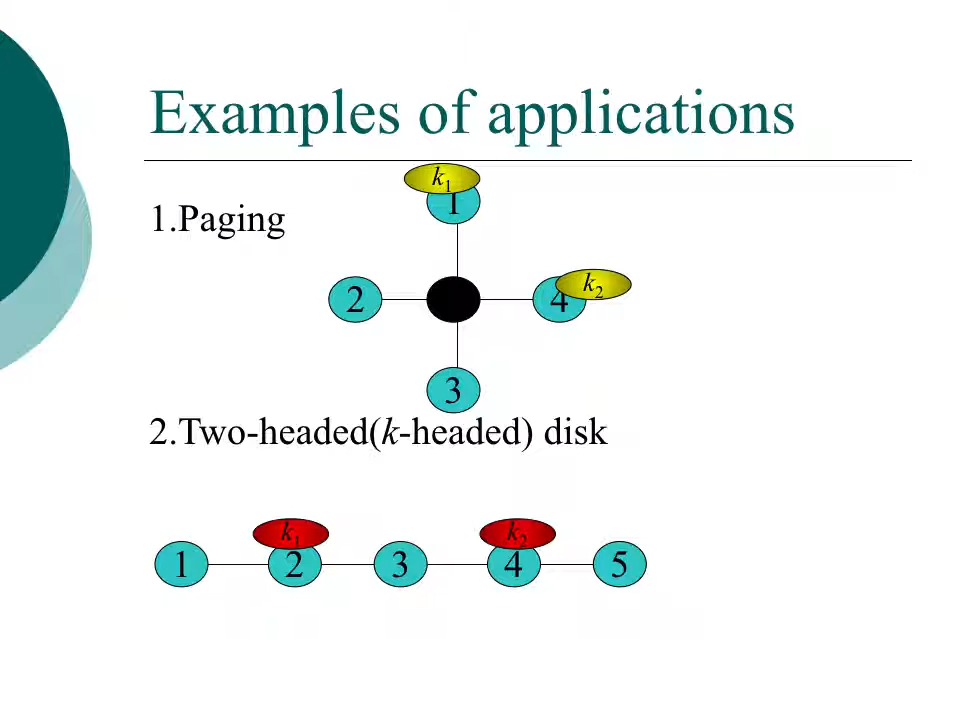 Examples of applications
k1
1
1.Paging
2
4
k2
3
2.Two-headed(k-headed) disk
k1
k2
1
2
3
4
5